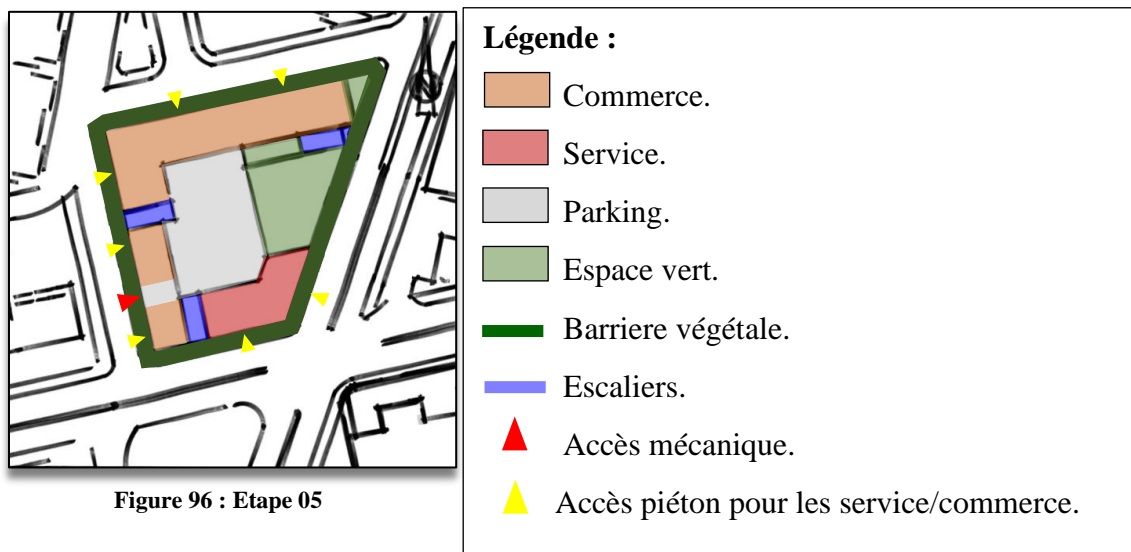 Légende :
Commerce.
Service.
Parking.
Espace vert.
Barriere végétale.
Escaliers.
Accès mécanique.
Accès piéton pour les service/commerce.
Figure 96 : Etape 05